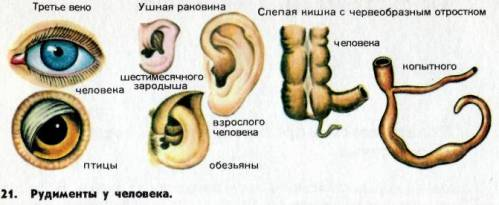 Третье веко
человека
птицы
Ушная раковина
шестимесячного
зародыша
взрослого
человека
обезьяны
Слепая кишка с червеобразным отростком
человека
копытного
21. Рудименты у человека.